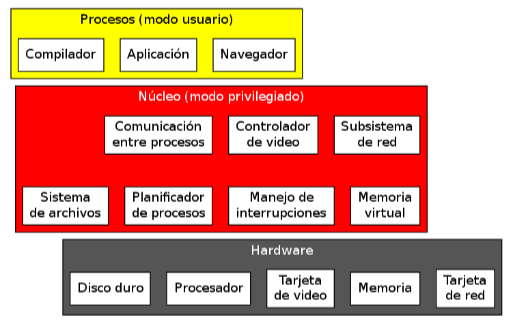 Procesos (modo usuario)
Compilador
Aplicación
Navegador
Núcleo (modo privilegiado)
Comunicación
entre procesos
Controlador
de video
Subsistema
de red
Sistema
de archivos
Planificador
de procesos
Manejo de
interrupciones
Memoria
virtual
Hardware
Disco duro
Procesador
Tarjeta
de video
Memoria
Tarjeta
de red